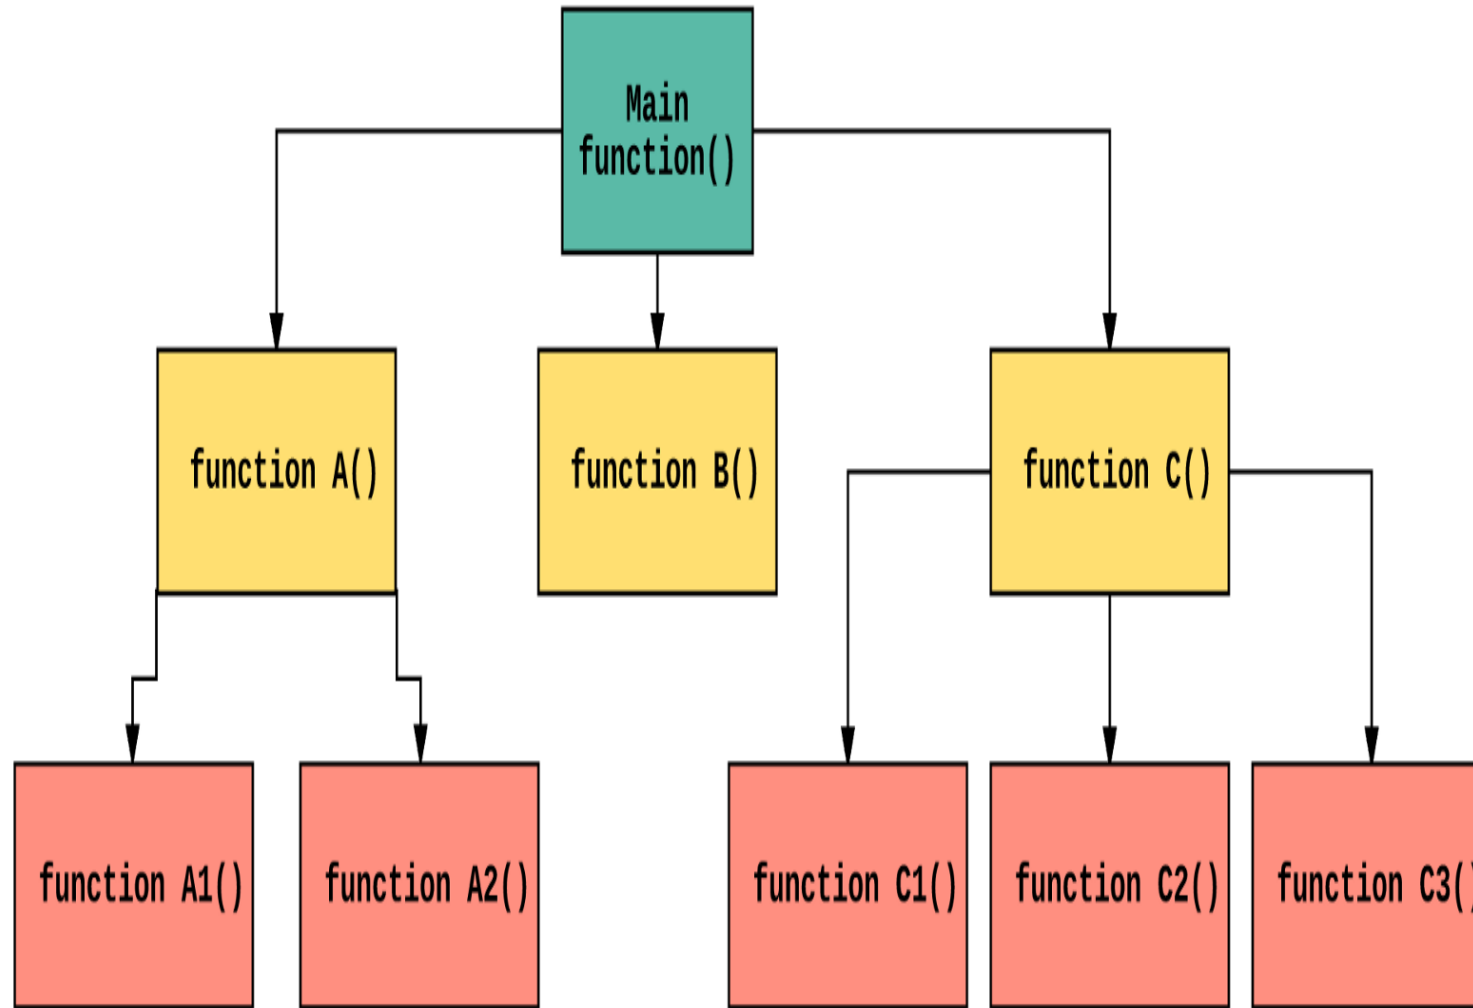 Main
function()
function A()
function B()
function C()
function A1()
function A2()
function C1()
function C2()
function C3()